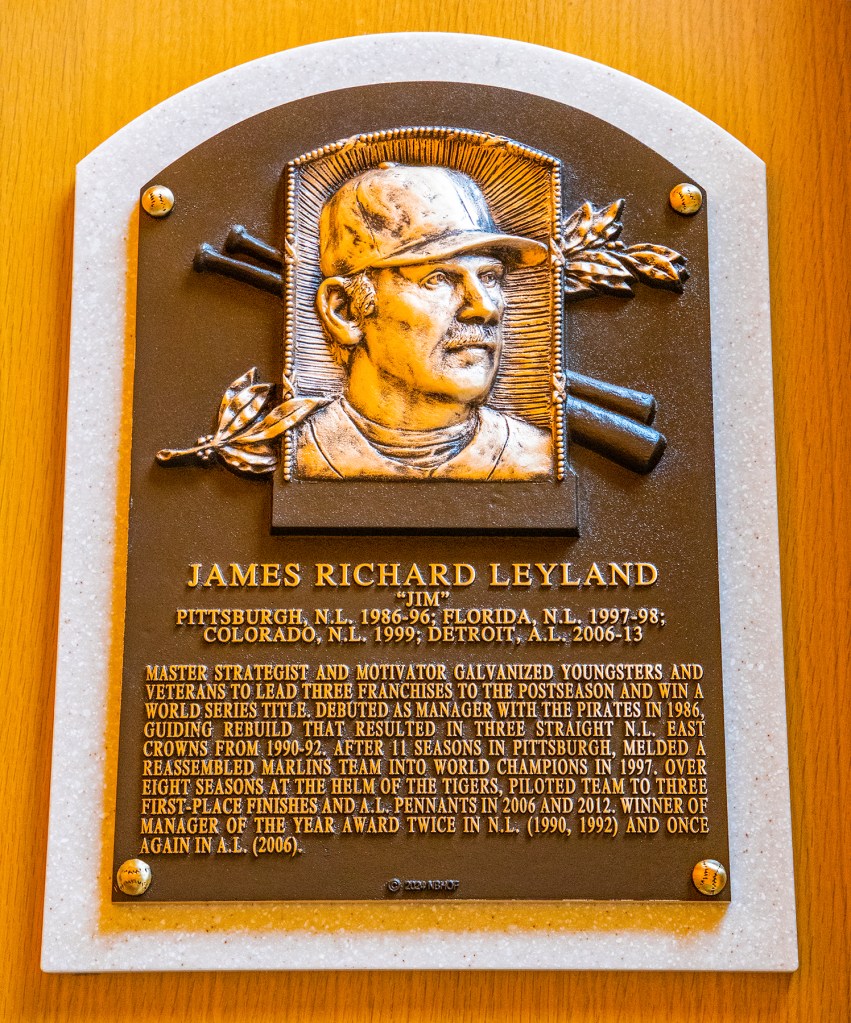 JAMES RICHARD LEYLAND
“JIM”
PITTSBURGH, N.L. 1986-96; FLORIDA, N.L. 1997-98;
COLORADO, N.L. 1999; DETROIT, A.L. 2006-13
MASTER STRATEGIST AND MOTIVATOR GALVANIZED YOUNGSTERS AND
VETERANS TO LEAD THREE FRANCHISES TO THE POSTSEASON AND WIN A
WORLD SERIES TITLE. DEBUTED AS MANAGER WITH THE PIRATES IN 1986,
GUIDING REBUILD THAT RESULTED IN THREE STRAIGHT N.L. EAST
CROWNS FROM 1990-92. AFTER 11 SEASONS IN PITTSBURGH, MELDED A
REASSEMBLED MARLINS TEAM INTO WORLD CHAMPIONS IN 1997. OVER
EIGHT SEASONS AT THE HELM OF THE TIGERS, PILOTED TEAM TO THREE
FIRST-PLACE FINISHES AND A.L. PENNANTS IN 2006 AND 2012. WINNER OF
MANAGER OF THE YEAR AWARD TWICE IN N.L. (1990, 1992) AND ONCE
AGAIN IN A.L. (2006).
© 2024 NBHOF